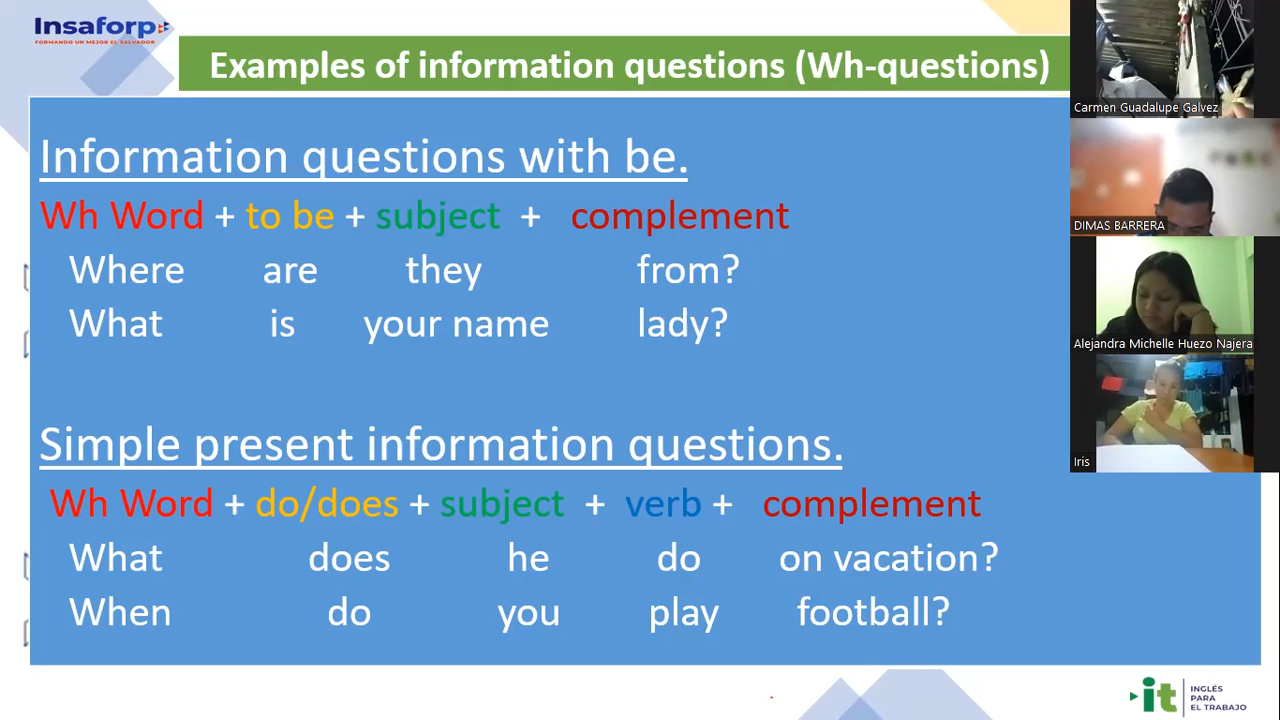 Insaforp
FORMANDO UN MEJOR EL SALVADOR
Examples of information questions (Wh-questions)
Information questions with be.
Wh Word + to be + subject + complement
Where are they from?
What is your name lady?
Simple present information questions.
Wh Word + do/does + subject + verb + complement
What does he do on vacation?
When do you play football?
Carmen Guadalupe Galvez
DIMAS BARRERA
Alejandra Michelle Huezo Najera
Iris
it
INGLÉS
PARA
EL TRABAJO